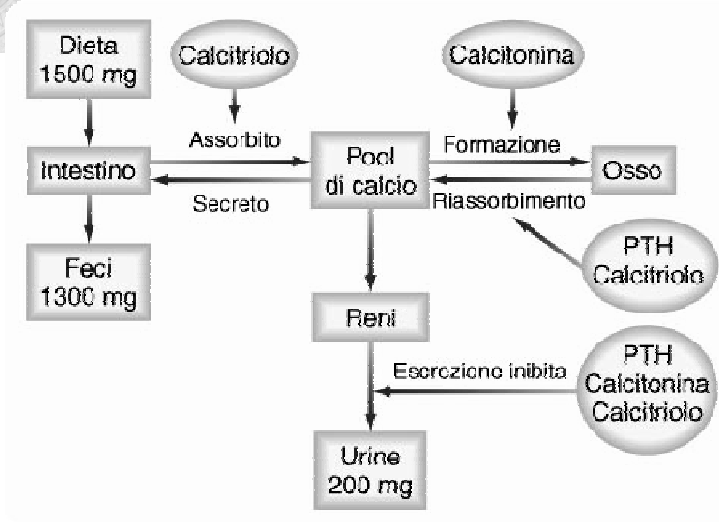 Dieta
1500 mg
Calcitriolo
Calcitonina
Assorbito
Formazione
Intestino
Pool
di calcio
Osso
Secreto
Riassorbimento
PTH
Calcitriolo
Feci
1300 mg
Reni
Escrezione inibita
PTH
Calcitonina
Calcitriolo
Urine
200 mg